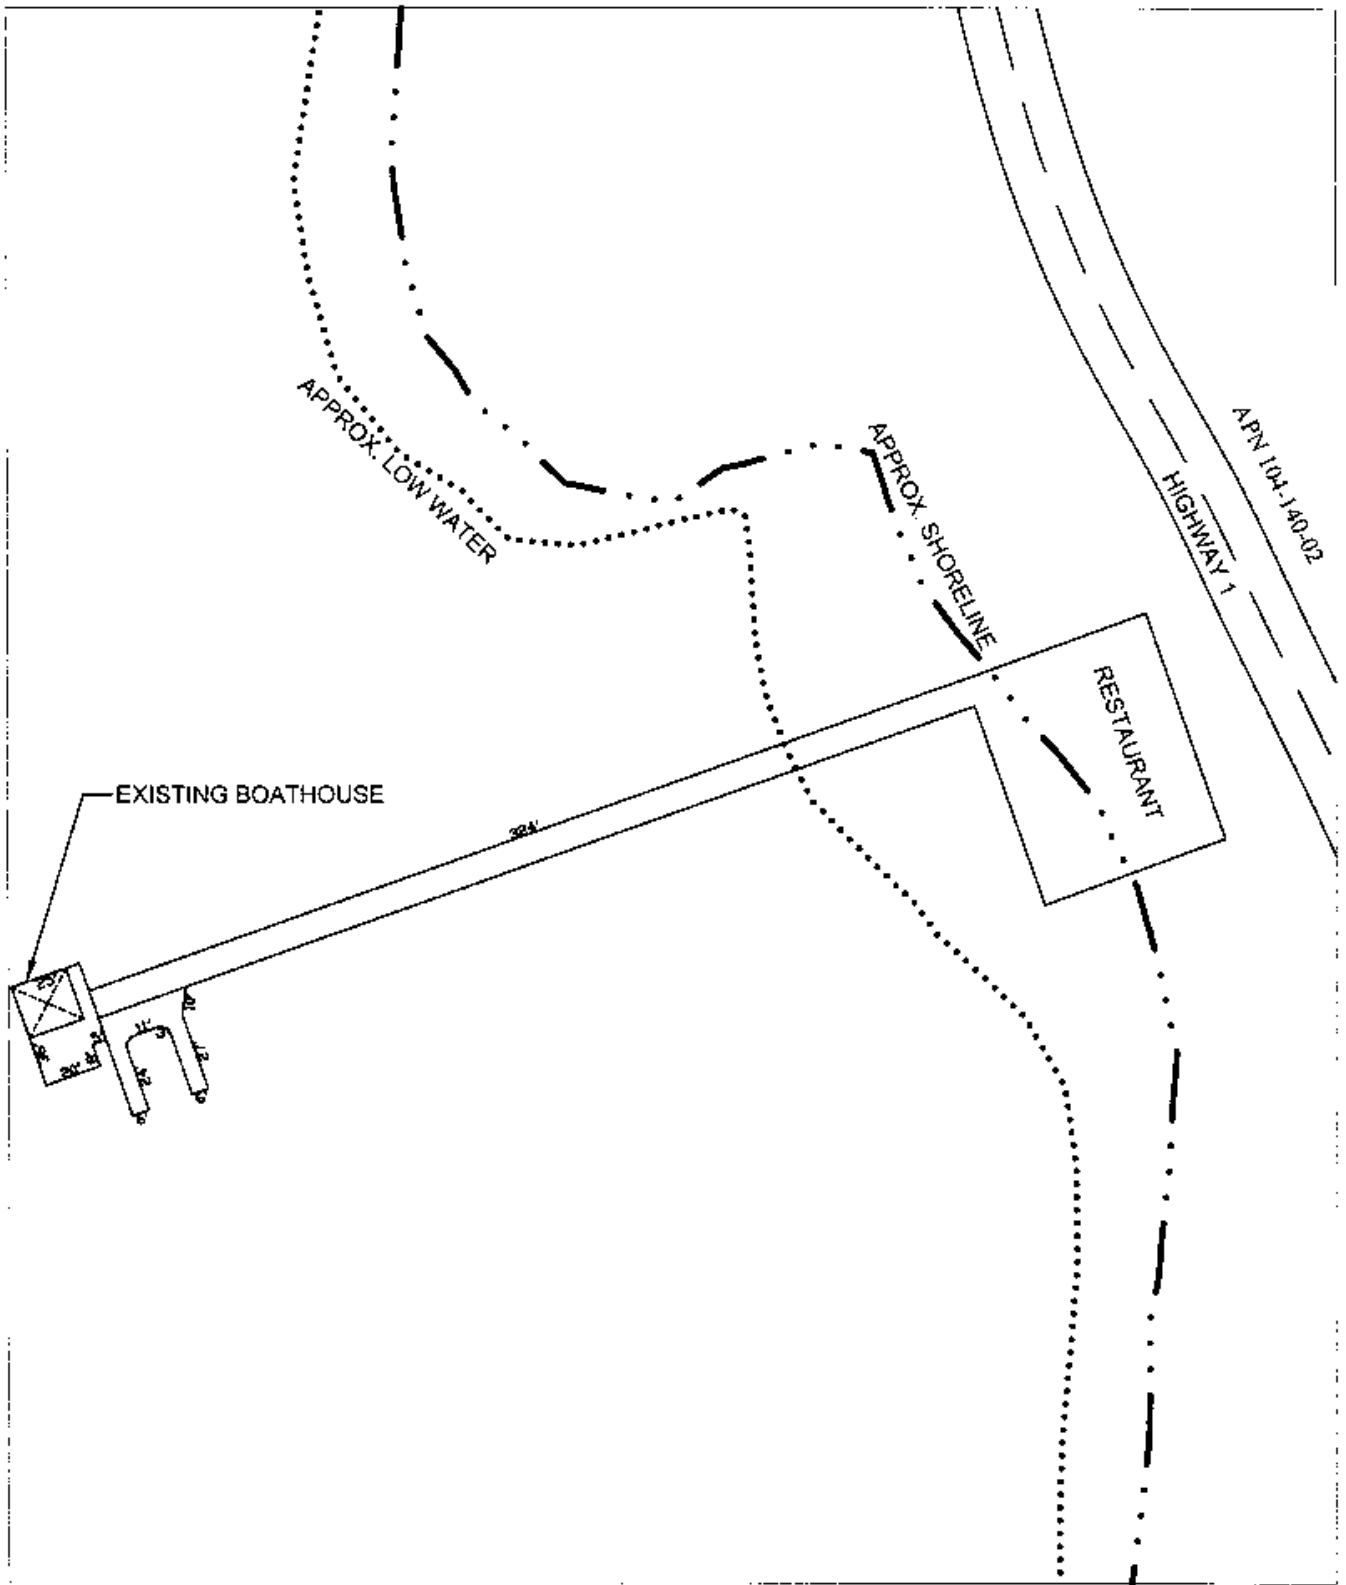 APPROX. LOW WATER
APPROX. SHORELINE
APN 104-140-02
HIGHWAY 1
RESTAURANT
EXISTING BOATHOUSE
324'
20'